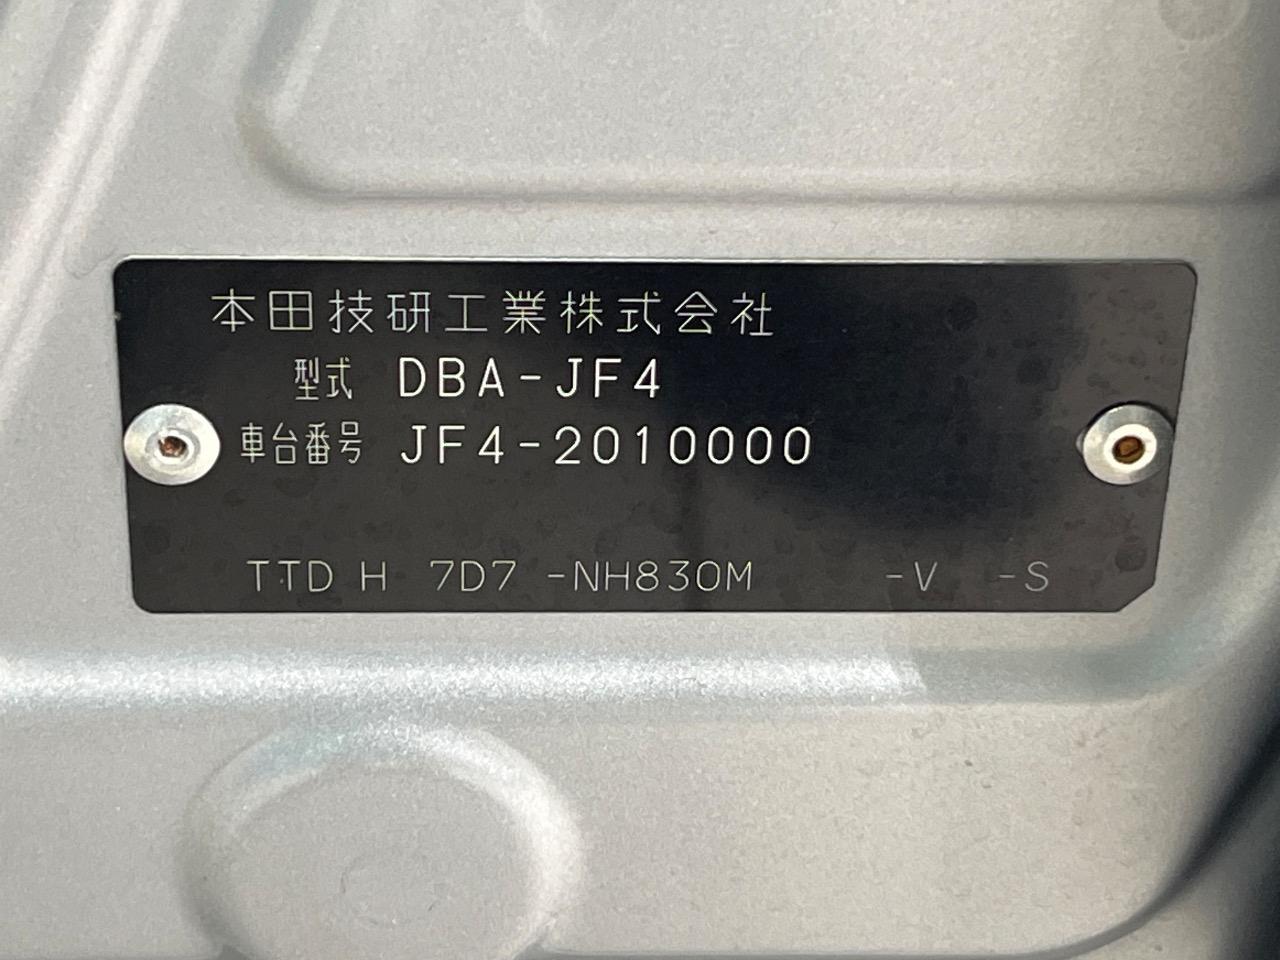 本田技研工業株式会社
型式 DBA-JF4
車台番号 JF4-2010000
TTD H 7D7 -NH830M -V -S